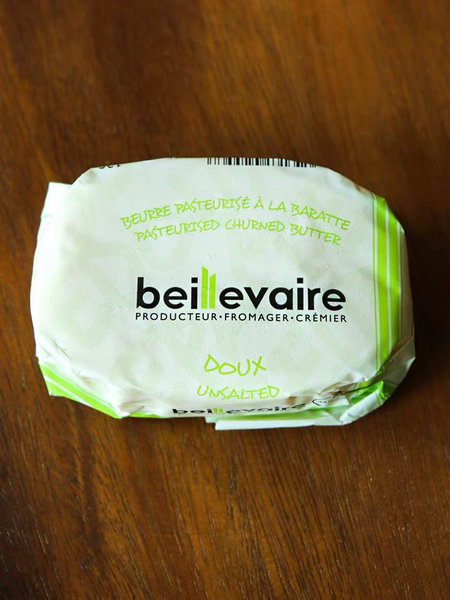 BEURRE PASTEURISÉ À LA BARATTE
PASTEURISED CHURNED BUTTER
beillevaire
PRODUCTEUR·FROMAGER·CRÉMIER
DOUX
UNSALTED
beillevaire